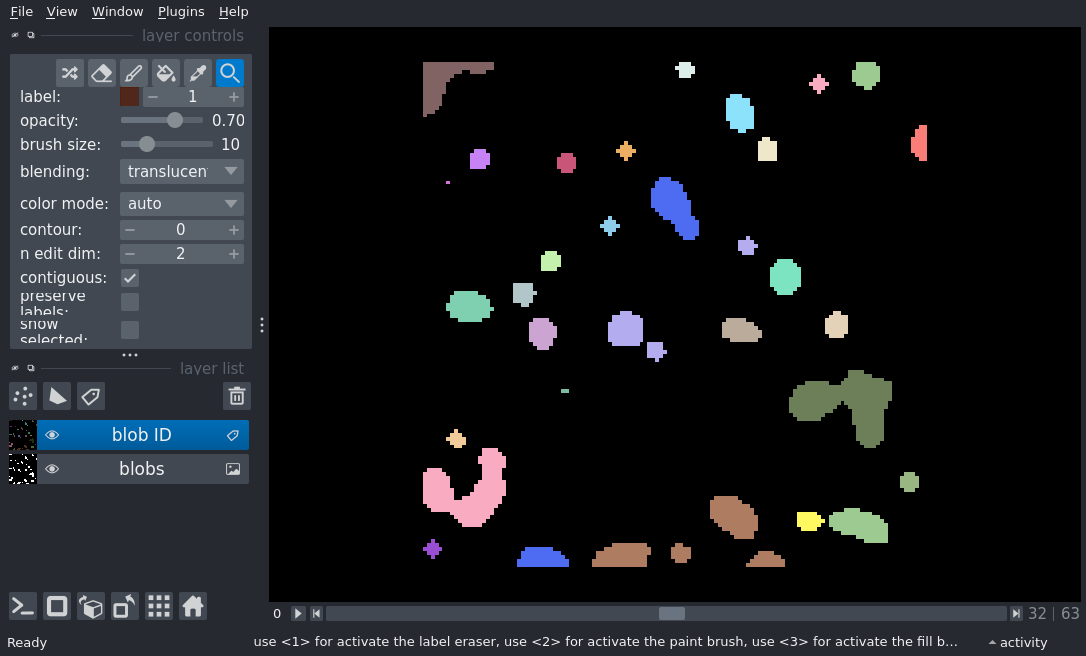 File View Window Plugins Help
layer controls
label: 1
opacity: 0.70
brush size: 10
blending: translucen
color mode: auto
contour: 0
n edit dim: 2
contiguous:
preserve
labels:
show
selected:
layer list
blob ID
blobs
0 32 63
Ready use <1> for activate the label eraser, use <2> for activate the paint brush, use <3> for activate the fill b... activity